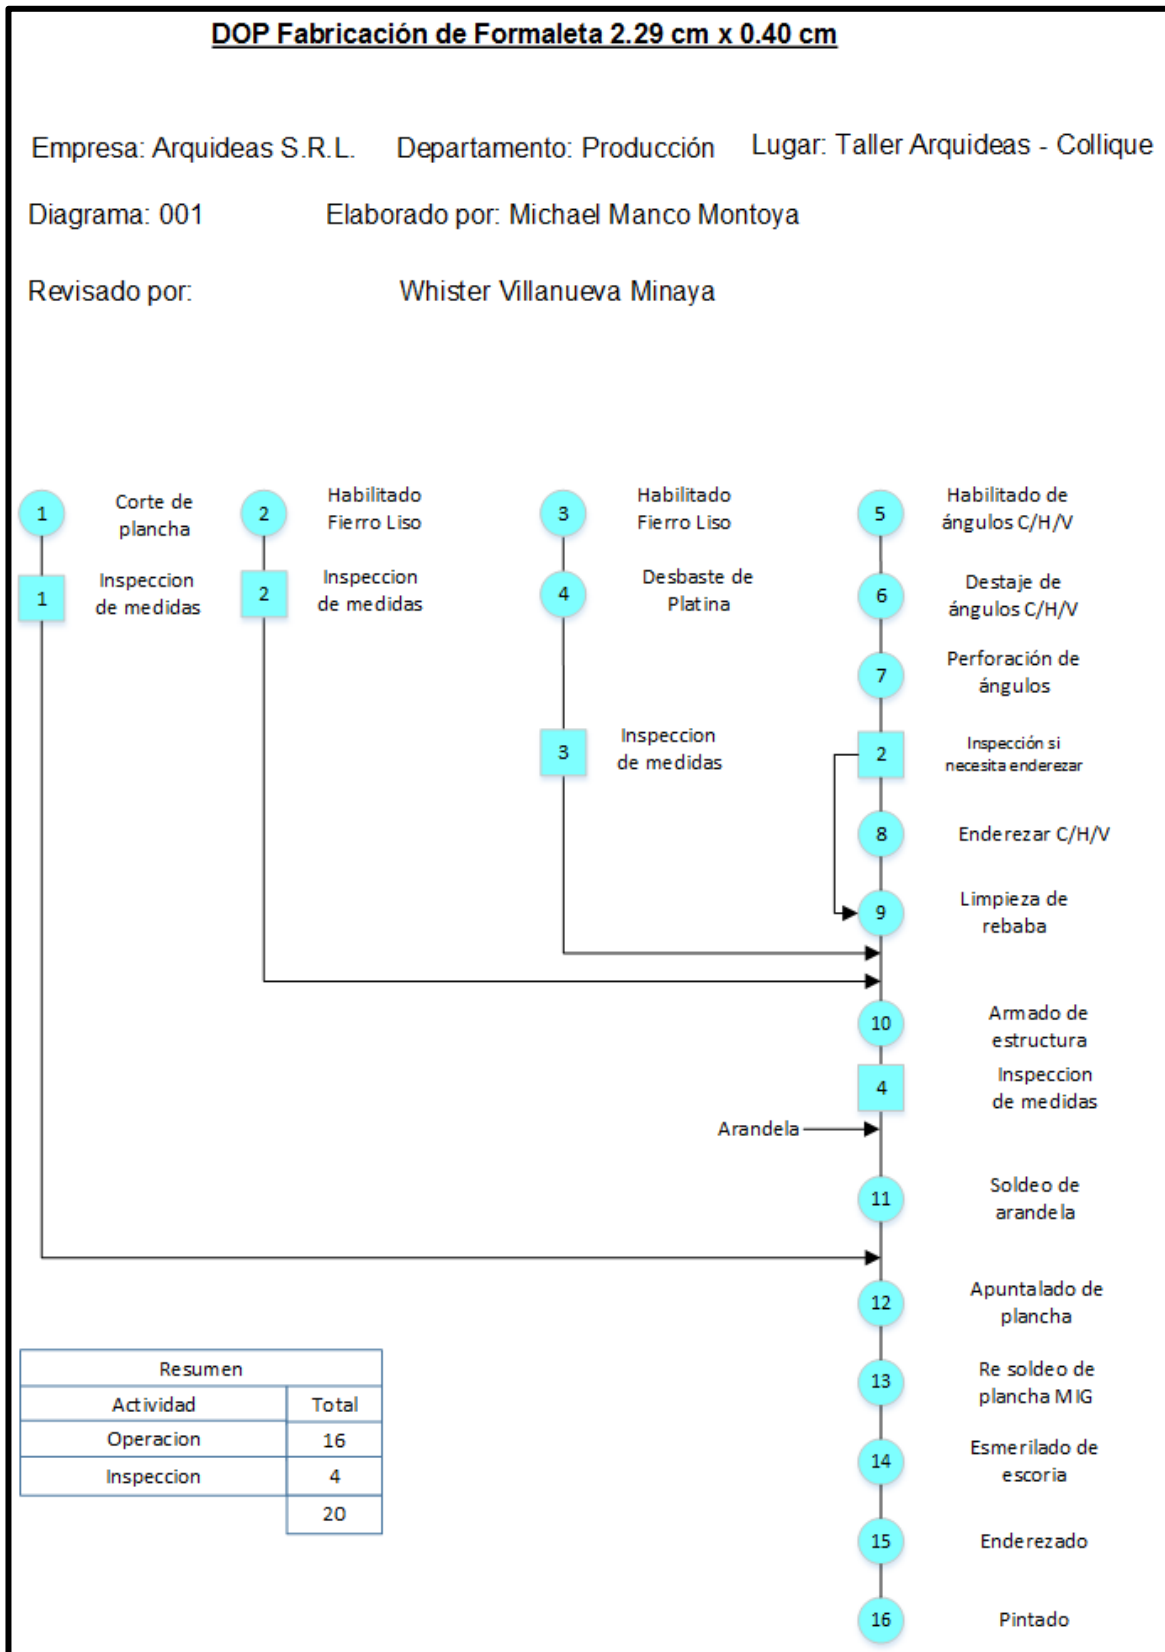 DOP Fabricación de Formaleta 2.29 cm x 0.40 cm
Empresa: Arquideas S.R.L. Departamento: Producción Lugar: Taller Arquideas - Collique
Diagrama: 001 Elaborado por: Michael Manco Montoya
Revisado por: Whister Villanueva Minaya
1
Corte de
plancha
2
Habilitado
Fierro Liso
3
Habilitado
Fierro Liso
5
Habilitado de
ángulos C/H/V
1
Inspeccion
de medidas
2
Inspeccion
de medidas
4
Desbaste de
Platina
6
Destaje de
ángulos C/H/V
7
Perforación de
ángulos
3
Inspeccion
de medidas
2
Inspección si
necesita enderezar
8
Enderezar C/H/V
9
Limpieza de
rebaba
10
Armado de
estructura
4
Inspeccion
de medidas
Arandela
11
Soldeo de
arandela
12
Apuntalado de
plancha
13
Re soldeo de
plancha MIG
14
Esmerilado de
escoria
15
Enderezado
16
Pintado
Resumen
Actividad Total
Operacion 16
Inspeccion 4
20